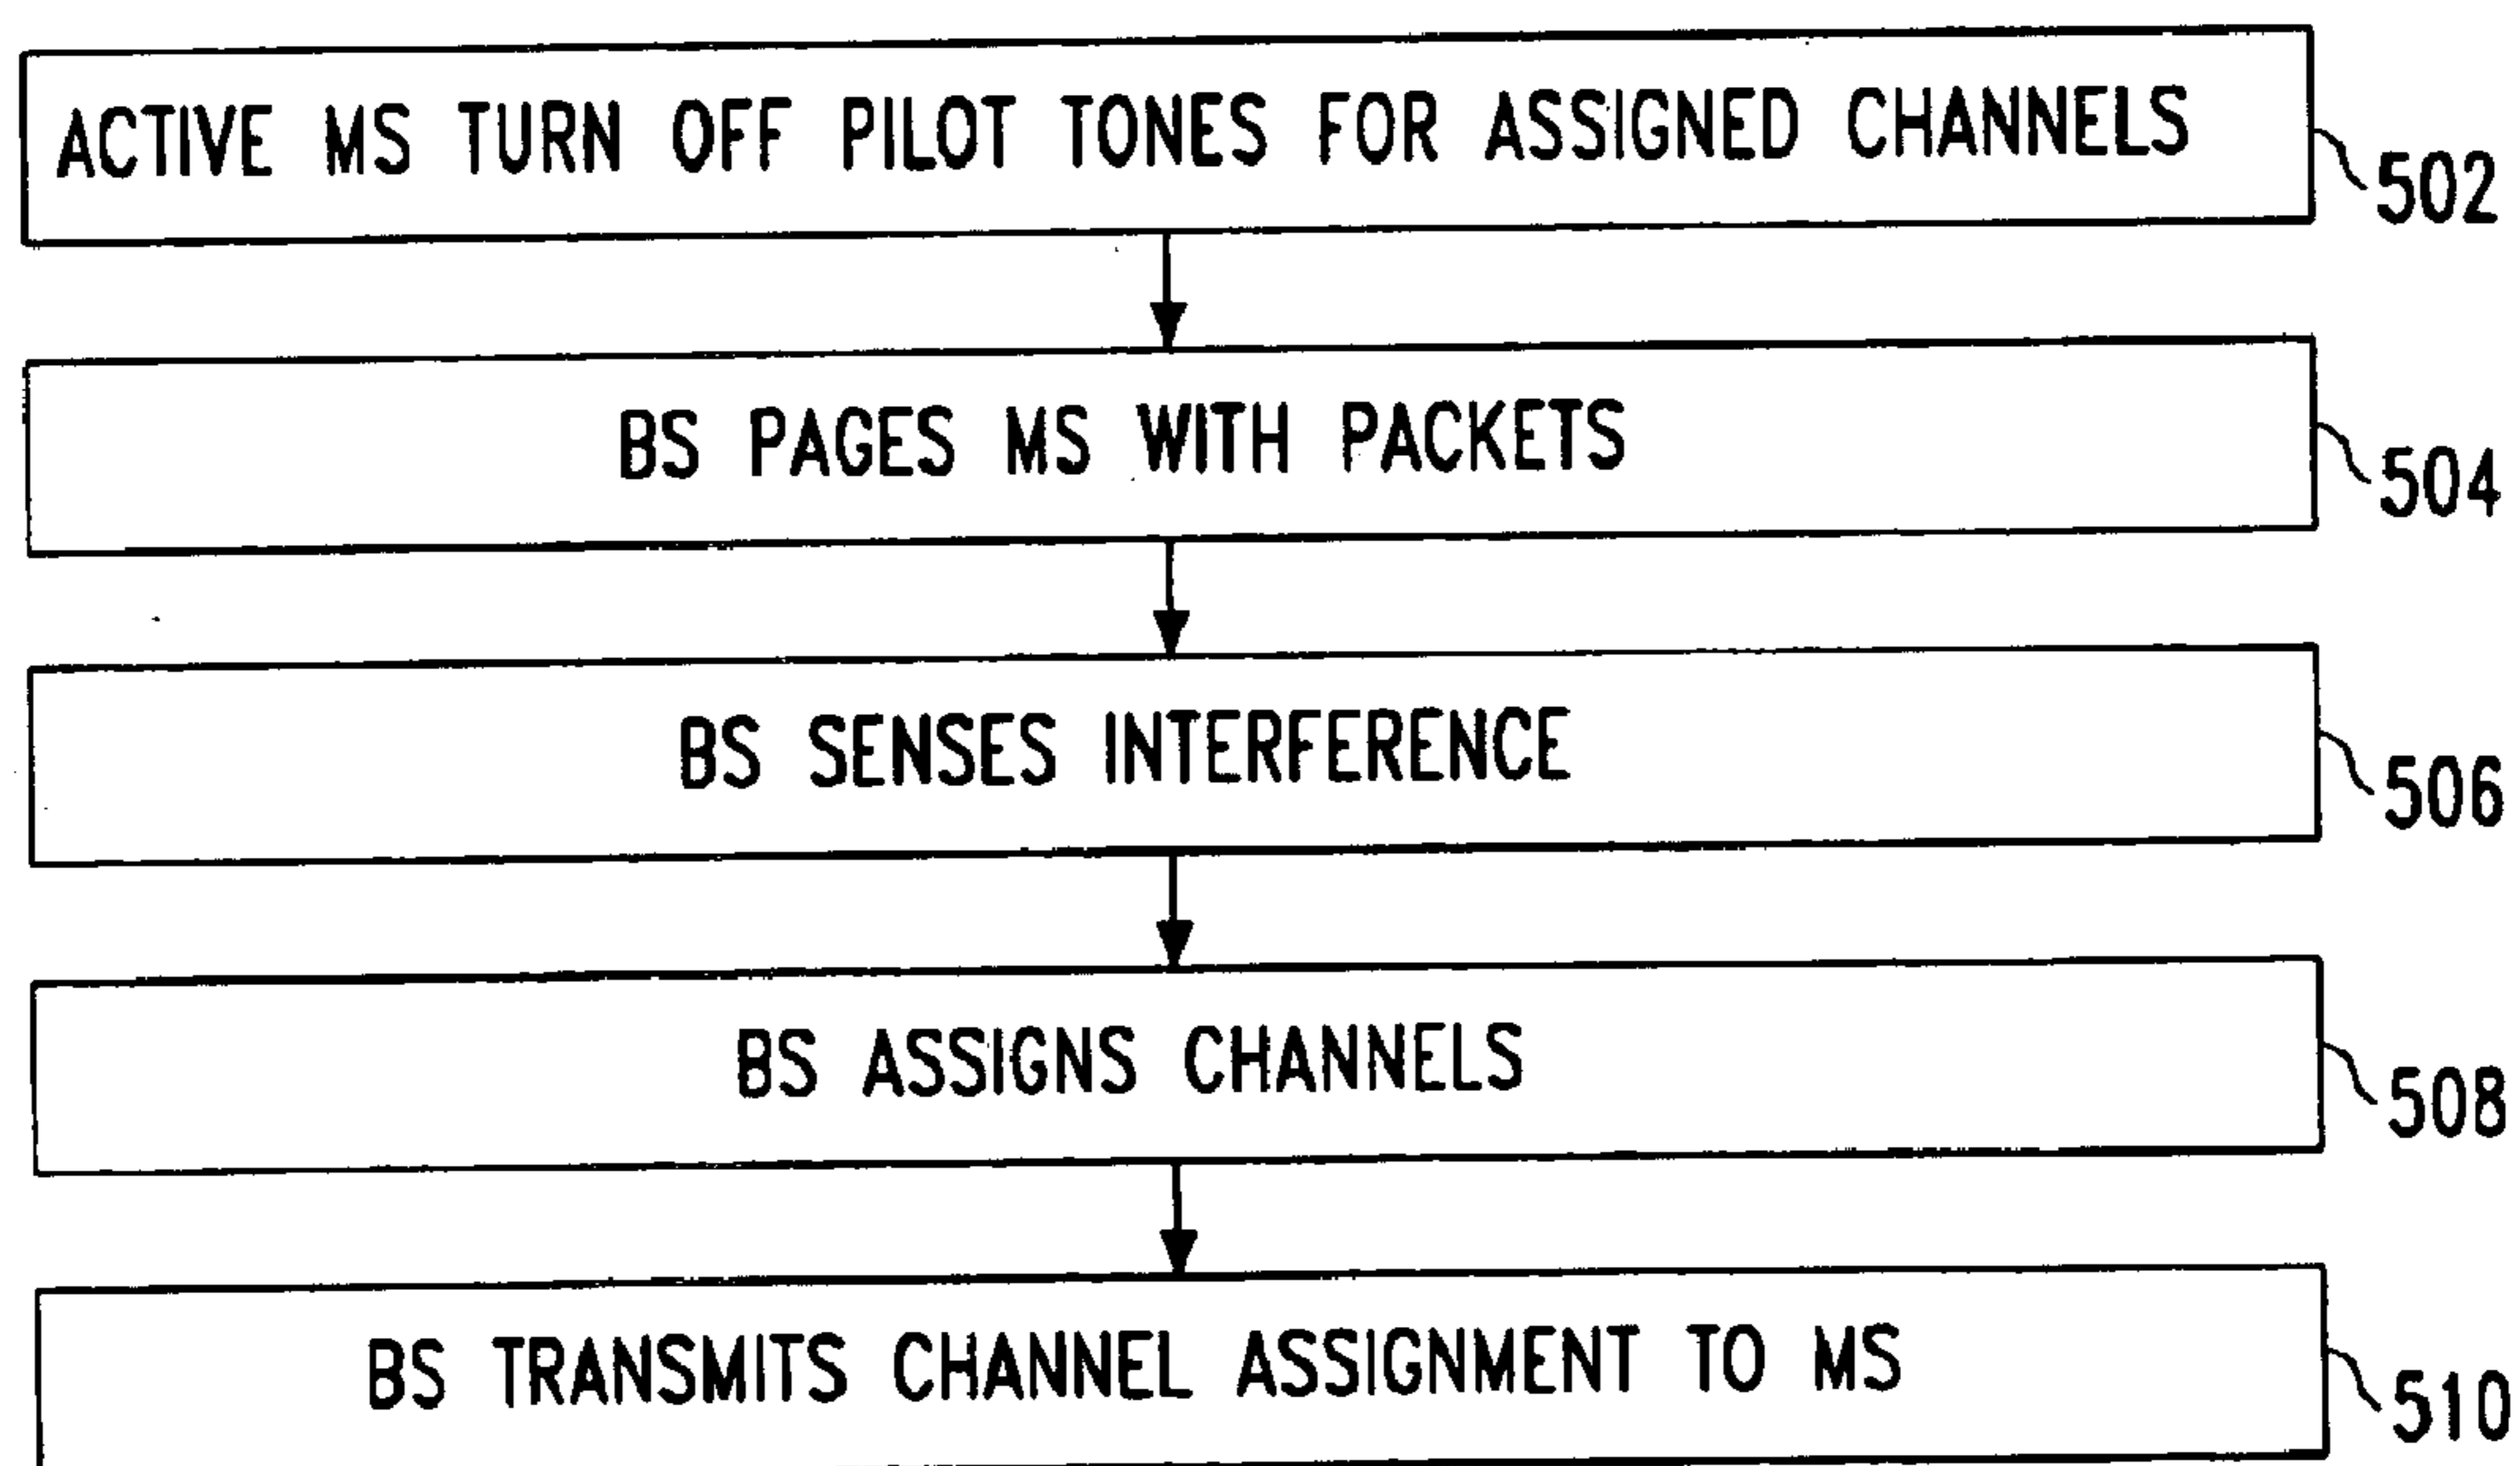 ACTIVE MS TURN OFF PILOT TONES FOR ASSIGNED CHANNELS
502
BS PAGES MS WITH PACKETS
504
BS SENSES INTERFERENCE
506
BS ASSIGNS CHANNELS
508
BS TRANSMITS CHANNEL ASSIGNMENT TO MS
510